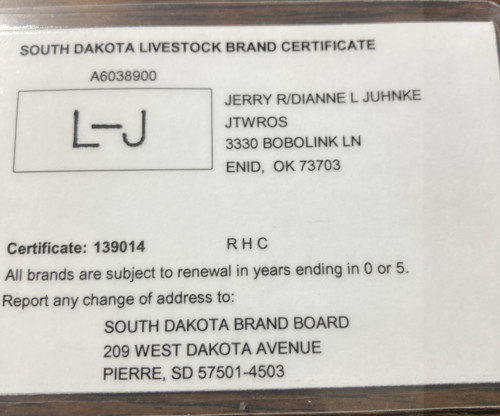 SOUTH DAKOTA LIVESTOCK BRAND CERTIFICATE
A6038900
L-J
JERRY R/DIANNE L JUHNKE
JTWROS
3330 BOBOLINK LN
ENID, OK 73703
Certificate: 139014 R H C
All brands are subject to renewal in years ending in 0 or 5.
Report any change of address to:
SOUTH DAKOTA BRAND BOARD
209 WEST DAKOTA AVENUE
PIERRE, SD 57501-4503